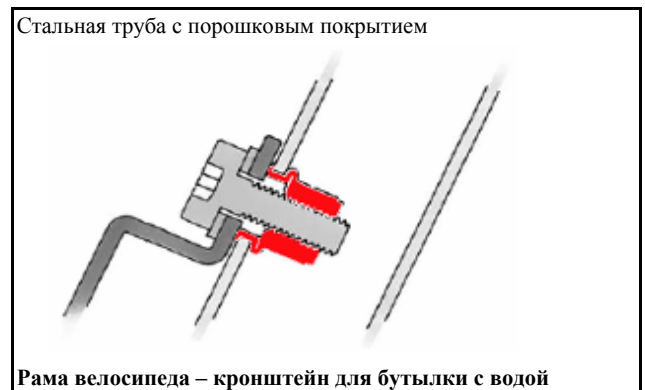 Стальная труба с порошковым покрытием
Рама велосипеда – кронштейн для бутылки с водой